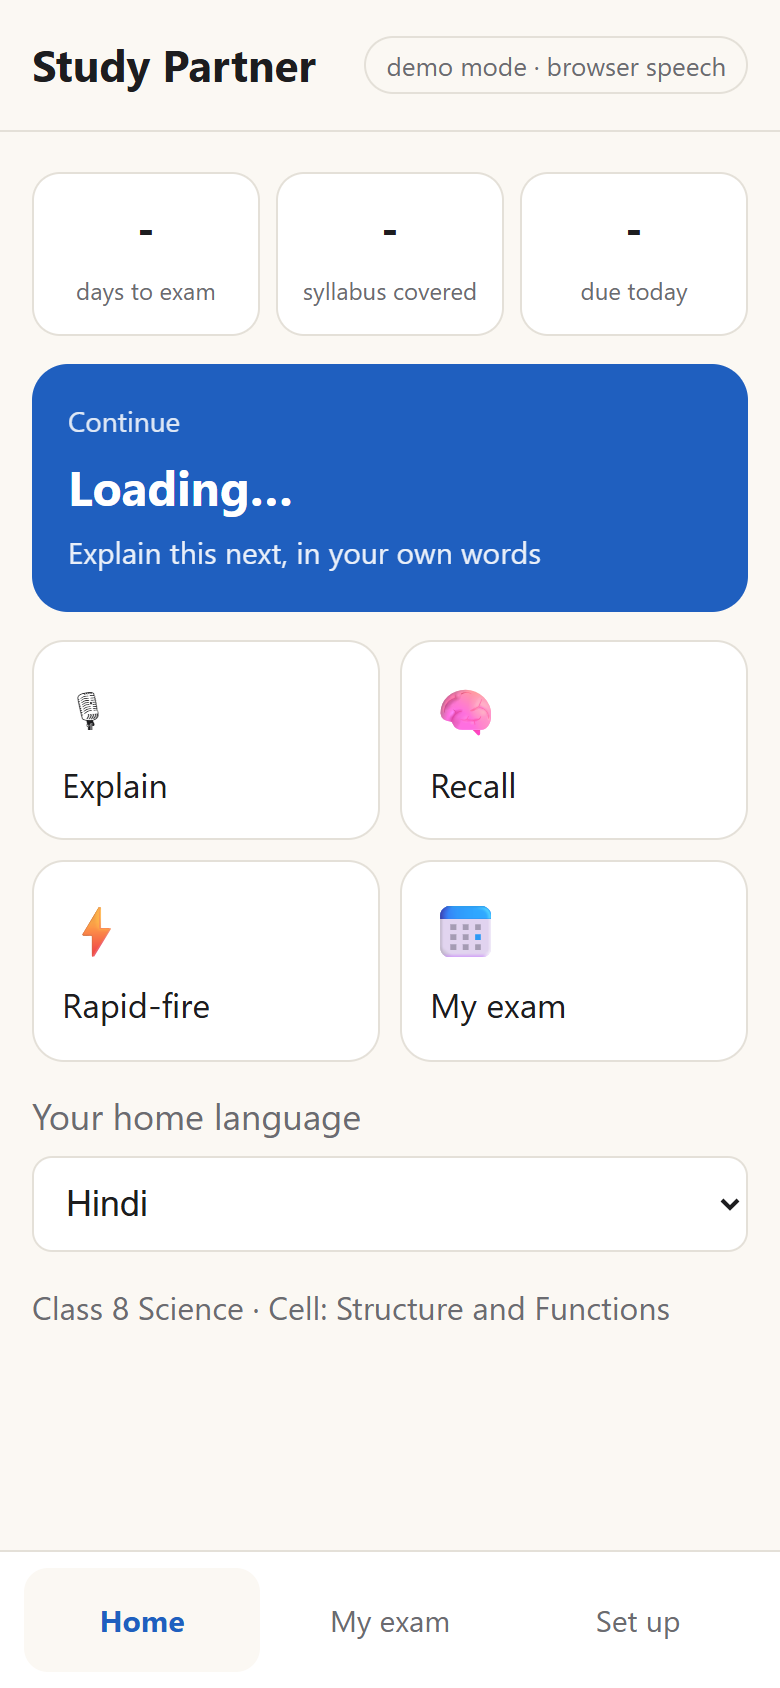 Study Partner
demo mode · browser speech
-
days to exam
-
syllabus covered
-
due today
Continue
Loading...
Explain this next, in your own words
Explain
Recall
Rapid-fire
My exam
Your home language
Hindi
Class 8 Science · Cell: Structure and Functions
Home
My exam
Set up